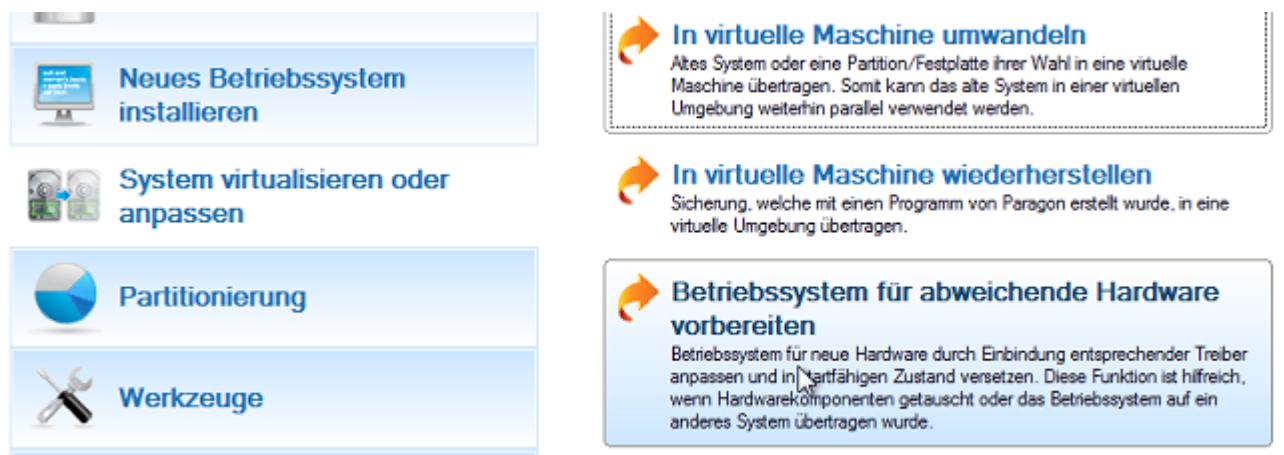 Neues Betriebssystem
installieren
System virtualisieren oder
anpassen
Partitionierung
Werkzeuge
In virtuelle Maschine umwandeln
Altes System oder eine Partition/Festplatte ihrer Wahl in eine virtuelle
Maschine übertragen. Somit kann das alte System in einer virtuellen
Umgebung weiterhin parallel verwendet werden.
In virtuelle Maschine wiederherstellen
Sicherung, welche mit einen Programm von Paragon erstellt wurde, in eine
virtuelle Umgebung übertragen.
Betriebssystem für abweichende Hardware
vorbereiten
Betriebssystem für neue Hardware durch Einbindung entsprechender Treiber
anpassen und in startfähigen Zustand versetzen. Diese Funktion ist hilfreich,
wenn Hardwarekomponenten getauscht oder das Betriebssystem auf ein
anderes System übertragen wurde.